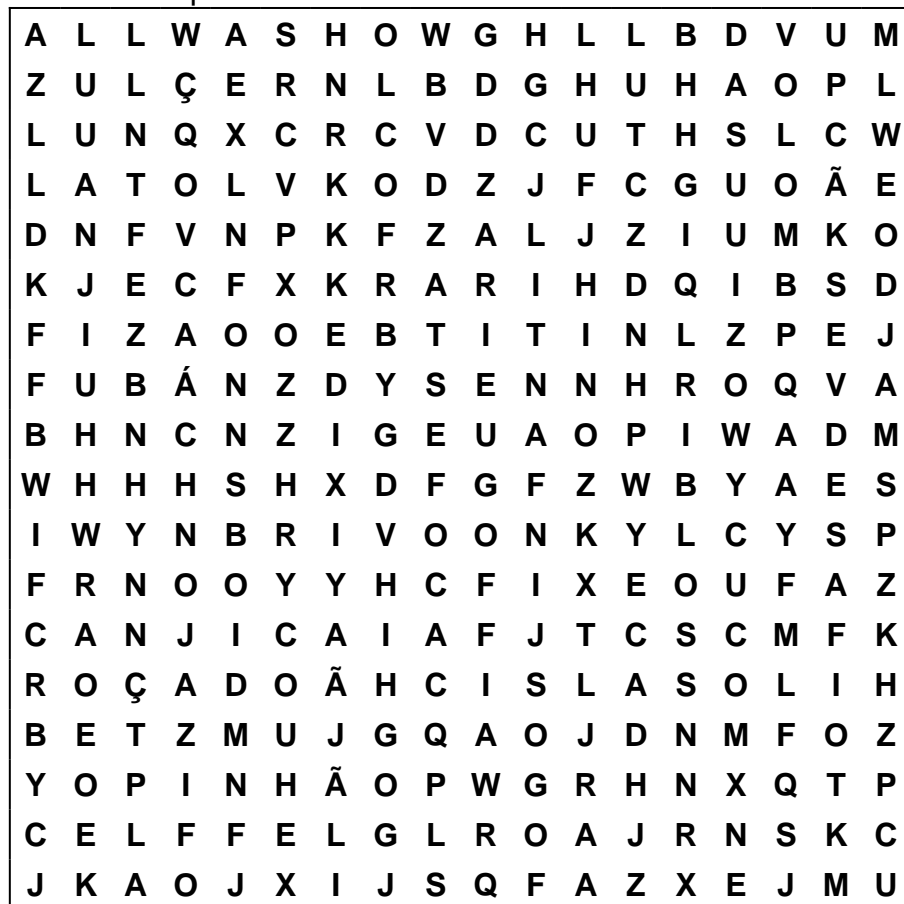 A L L W A S H O W G H L L B D V U M
Z U L Ç E R N L B D G H U H A O P L
L U N Q X C R C V D C U T H S L C W
L A T O L V K O D Z J F C G U O Ã E
D N F V N P K F Z A L J Z I U M K O
K J E C F X K R A R I H D Q I B S D
F I Z A O O E B T I T I N L Z P E J
F U B Á N Z D Y S E N N H R O Q V A
B H N C N Z I G E U A O P I W A D M
W H H H S H X D F G F Z W B Y A E S
I W Y N B R I V O O N K Y L C Y S P
F R N O O Y Y H C F I X E O U F A Z
C A N J I C A I A F J T C S C M F K
R O Ç A D O Ã H C I S L A S O L I H
B E T Z M U J G Q A O J D N M F O Z
Y O P I N H Ã O P W G R H N X Q T P
C E L F F E L G L R O A J R N S K C
J K A O J X I J S Q F A Z X E J M U